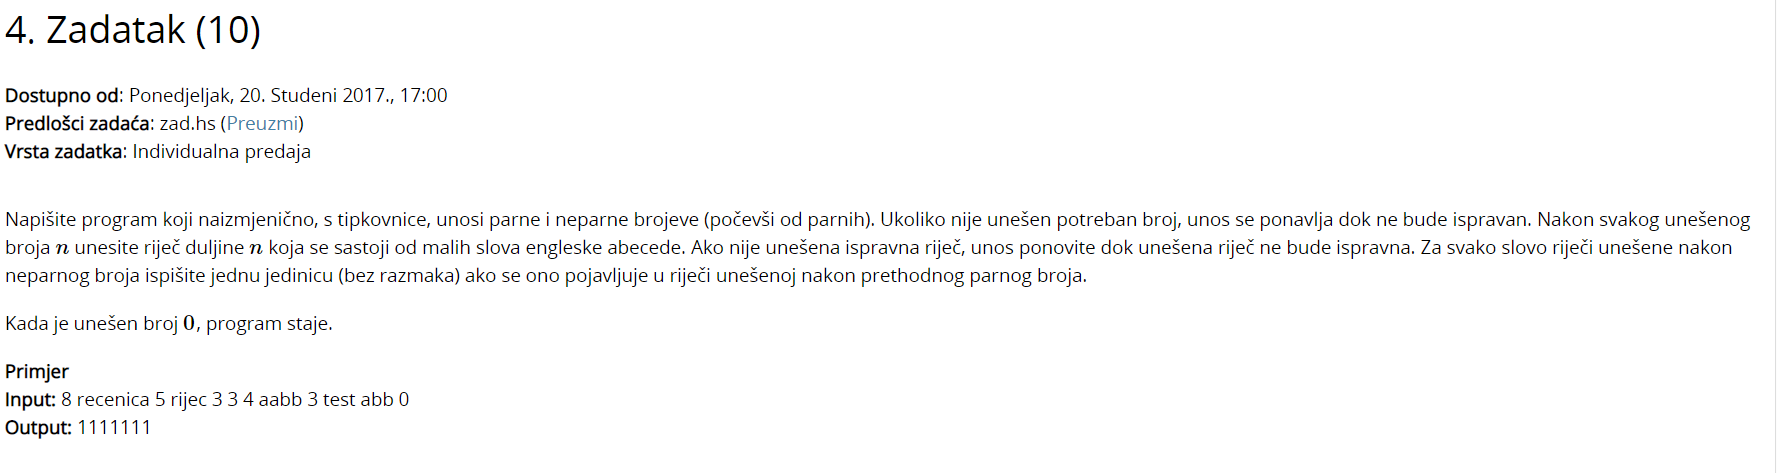 4. Zadatak (10)
Dostupno od: Ponedjeljak, 20. Studeni 2017., 17:00
Predlošci zadaća: zad.hs (Preuzmi)
Vrsta zadatka: Individualna predaja
Napišite program koji naizmjenično, s tipkovnice, unosi parne i neparne brojeve (počevši od parnih). Ukoliko nije unešen potreban broj, unos se ponavlja dok ne bude ispravan. Nakon svakog unešenog
broja n unesite riječ duljine n koja se sastoji od malih slova engleske abecede. Ako nije unešena ispravna riječ, unos ponovite dok unešena riječ ne bude ispravna. Za svako slovo riječi unešene nakon
neparnog broja ispišite jednu jedinicu (bez razmaka) ako se ono pojavljuje u riječi unešenoj nakon prethodnog parnog broja.
Kada je unešen broj 0, program staje.
Primjer
Input: 8 recenica 5 rijec 3 3 4 aabb 3 test abb 0
Output: 1111111